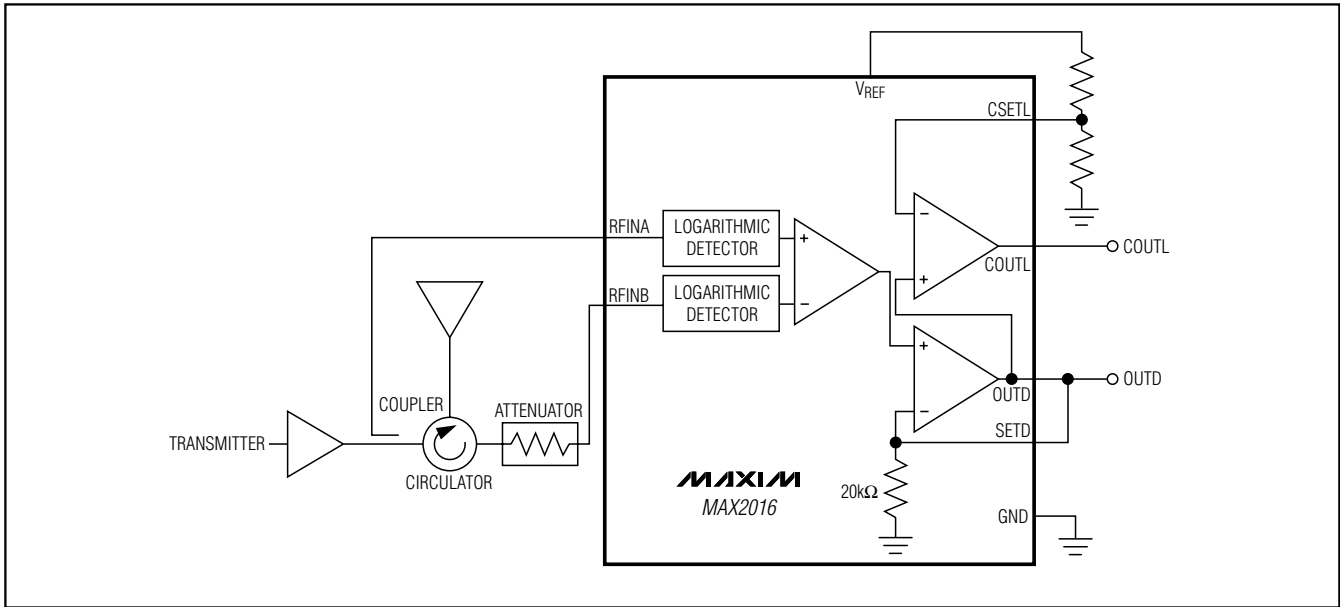 VREF
CSETL
RFINA
LOGARITHMIC
DETECTOR
+
−
−
+
COUTL
COUTL
RFINB
LOGARITHMIC
DETECTOR
+
−
OUTD
OUTD
SETD
COUPLER
ATTENUATOR
TRANSMITTER
CIRCULATOR
MAXIM
MAX2016
20kΩ
GND